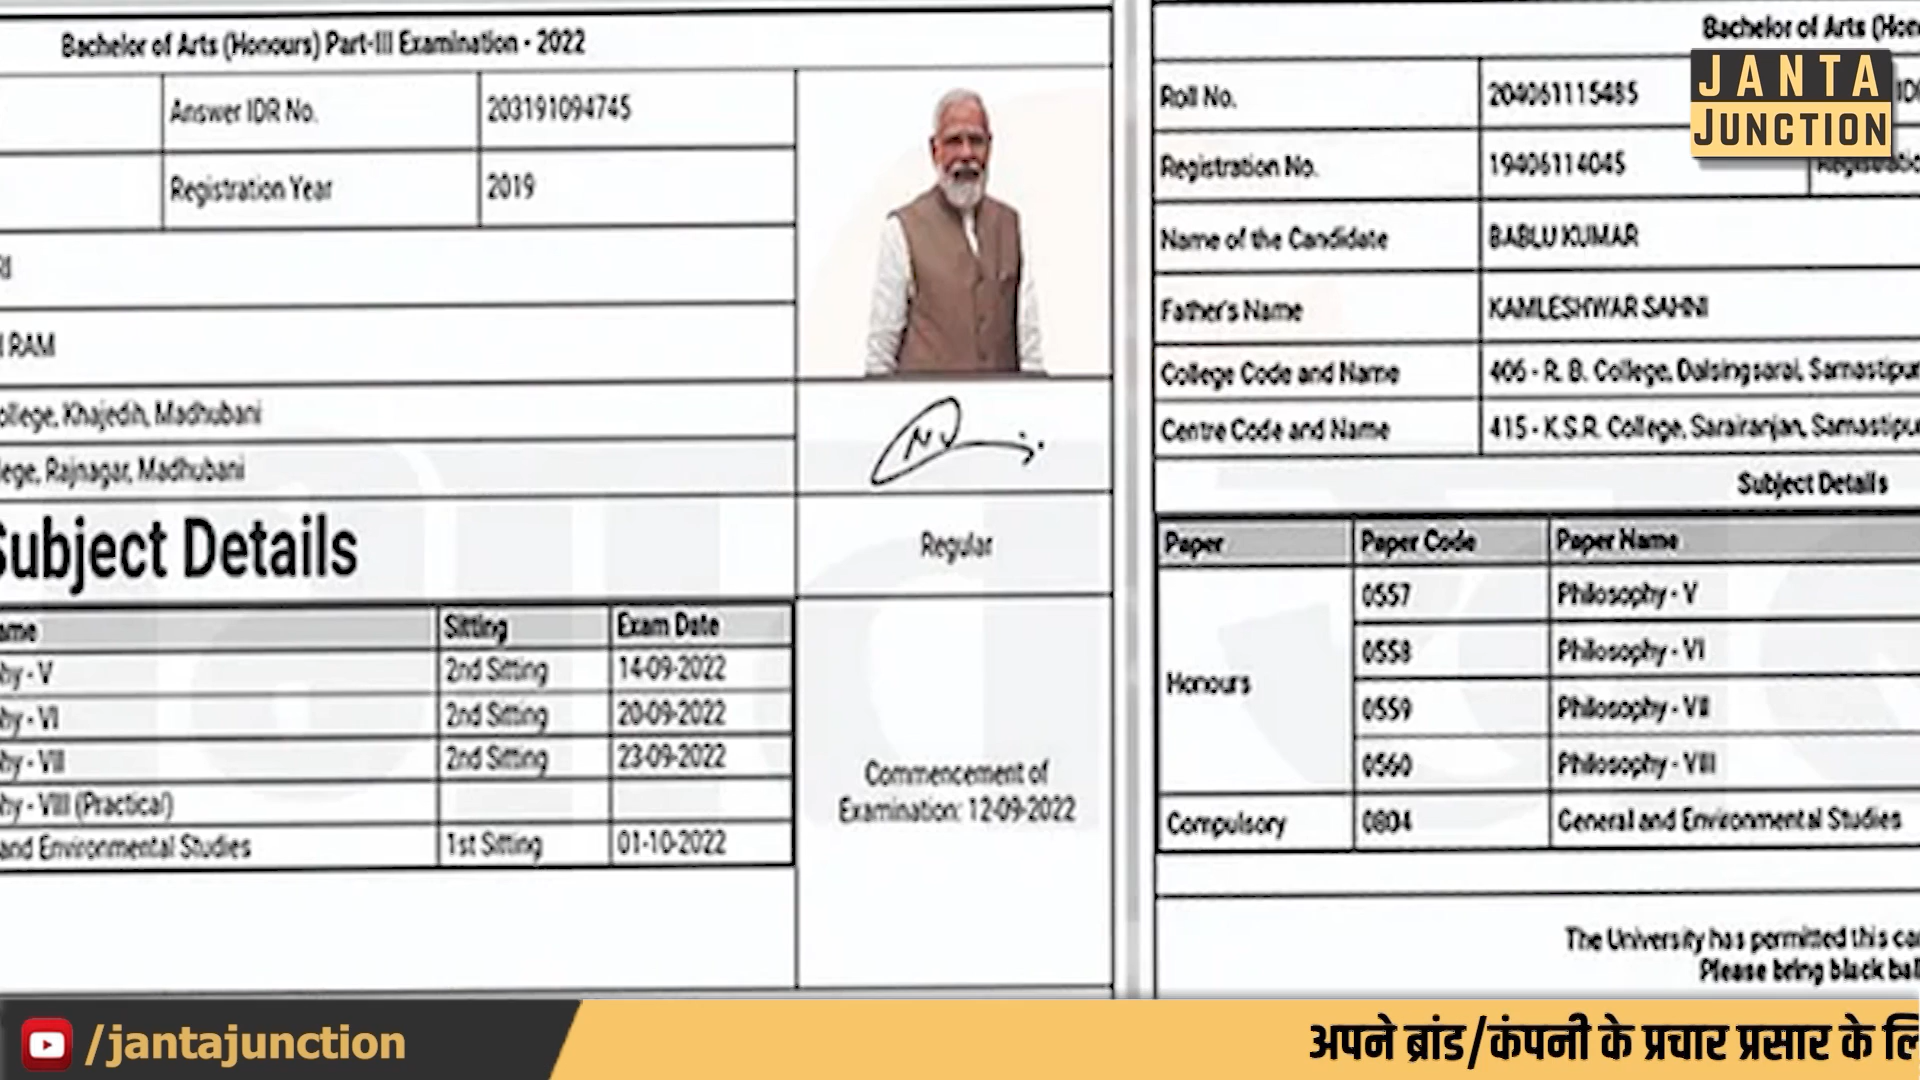 Bachelor of Arts (Honours) Part-III Examination - 2022
Answer IDR No. 203191094745
Registration Year 2019
RAM
Khajedih, Madhubani
Rajnagar, Madhubani
Subject Details
Sitting Exam Date
- V 2nd Sitting 14-09-2022
- VI 2nd Sitting 20-09-2022
- VII 2nd Sitting 23-09-2022
- VIII (Practical)
and Environmental Studies 1st Sitting 01-10-2022
Regular
Commencement of
Examination: 12-09-2022
Bachelor of Arts
Roll No. 204061115485
Registration No. 19406114045
Name of the Candidate BABLU KUMAR
Father's Name KAMLESHWAR SAHNI
College Code and Name 406 - R. B. College, Dalsingsarai, Samastipur
Centre Code and Name 415 - K.S.R. College, Sarairanjan, Samastipur
Subject Details
Paper Paper Code Paper Name
Honours
0557 Philosophy - V
0558 Philosophy - VI
0559 Philosophy - VII
0560 Philosophy - VIII
Compulsory 0804 General and Environmental Studies
The University has permitted this
Please bring black
JANTA
JUNCTION
/jantajunction
अपने ब्रांड/कंपनी के प्रचार प्रसार के